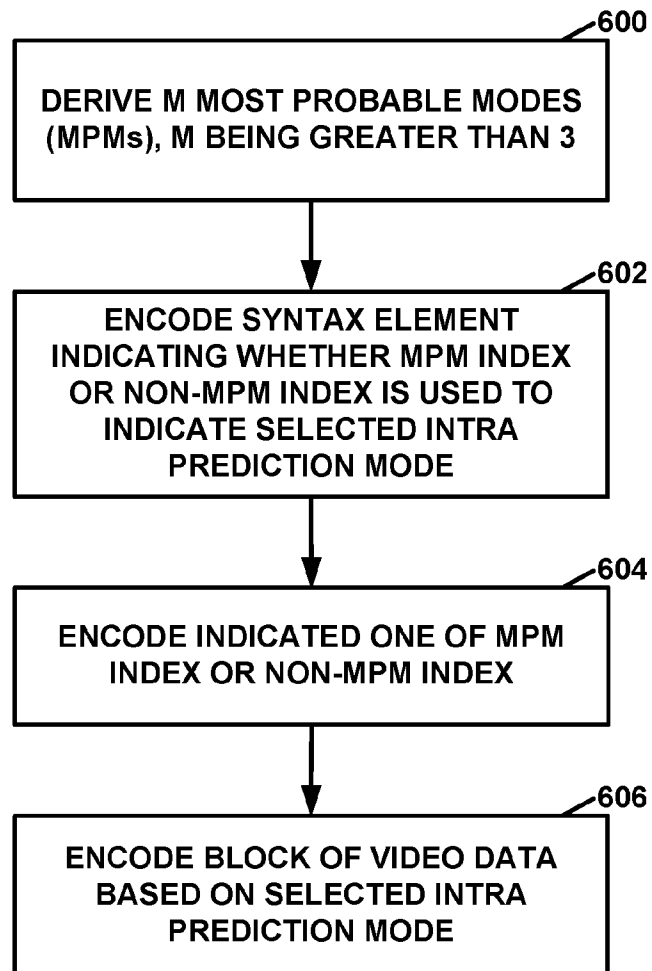 600
DERIVE M MOST PROBABLE MODES
(MPMs), M BEING GREATER THAN 3
602
ENCODE SYNTAX ELEMENT
INDICATING WHETHER MPM INDEX
OR NON-MPM INDEX IS USED TO
INDICATE SELECTED INTRA
PREDICTION MODE
604
ENCODE INDICATED ONE OF MPM
INDEX OR NON-MPM INDEX
606
ENCODE BLOCK OF VIDEO DATA
BASED ON SELECTED INTRA
PREDICTION MODE